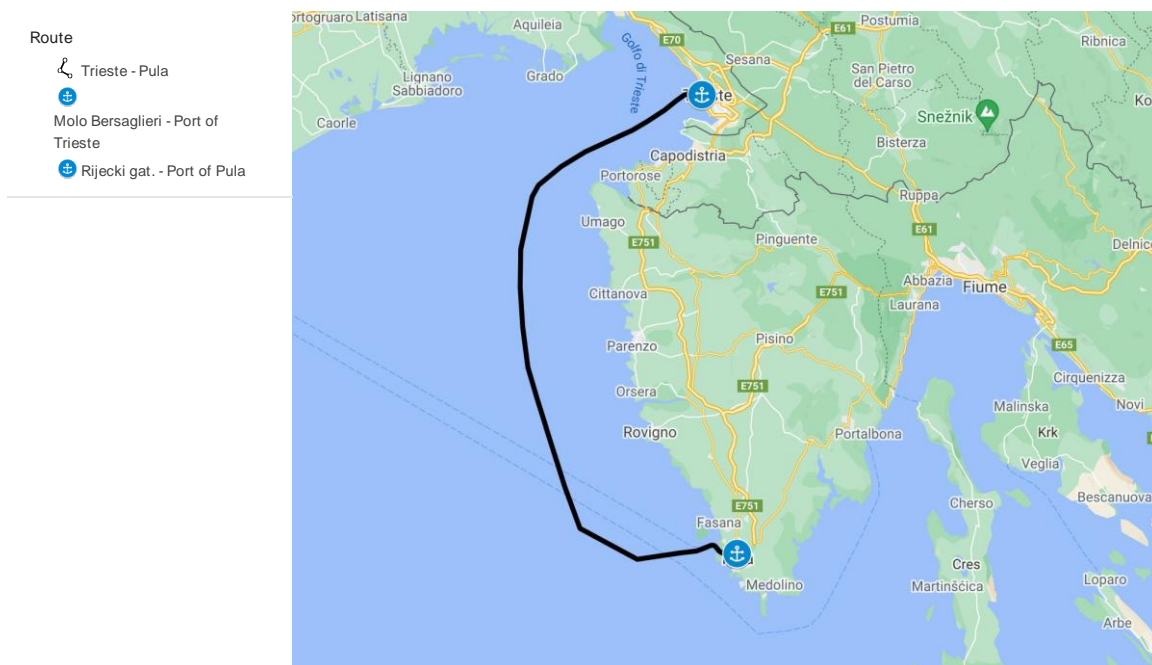 Route
Trieste - Pula
Molo Bersaglieri - Port of
Trieste
Rijecki gat. - Port of Pula
ortogruaro
Latisana
Aquileia
Golfo di Trieste
E70
E61
Postumia
Ribnica
Sesana
San Pietro
del Carso
Lignano
Sabbiadoro
Grado
Caorle
Snežnik
Bisterza
Capodistria
Portorose
Ruppa
Umago
E751
Pinguente
E61
Delnice
Abbazia
Fiume
Laurana
Cittanova
E751
Parenzo
Pisino
E65
Cirquenizza
Orsera
E751
Malinska
Novi
Rovigno
Portalbona
Krk
Veglia
Bescanuova
E751
Fasana
Cherso
Medolino
Cres
Martinšćica
Loparo
Arbe